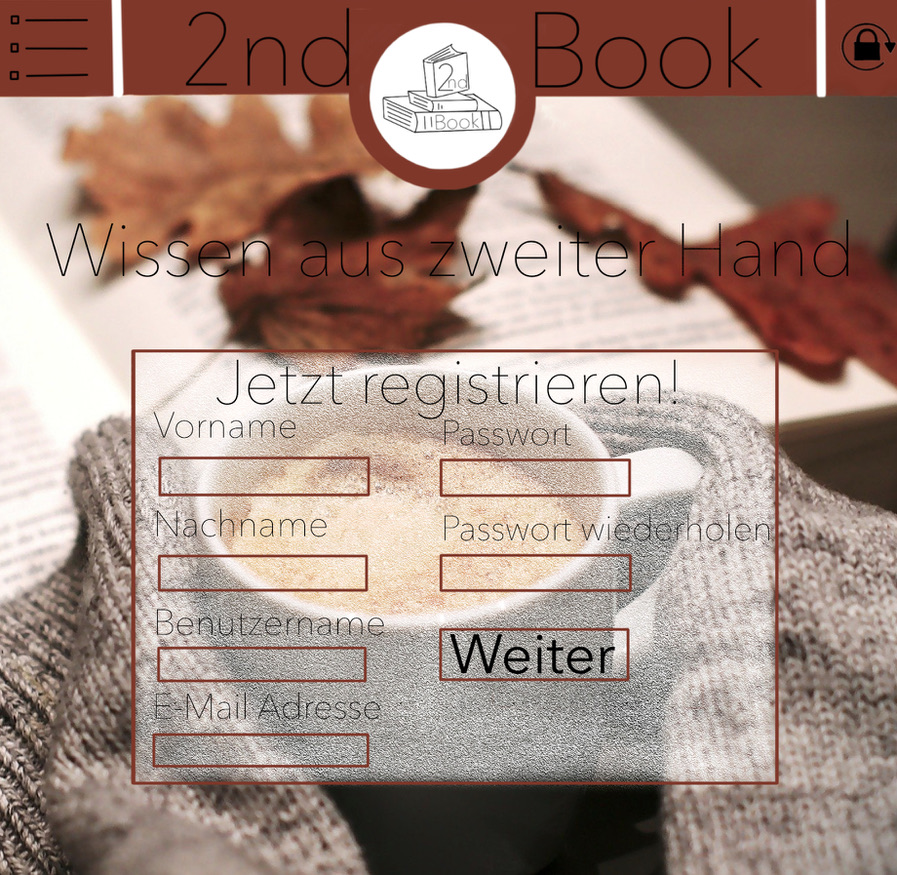 2nd Book
2nd
Book
Wissen aus zweiter Hand
Jetzt registrieren!
Vorname
Nachname
Benutzername
E-Mail Adresse
Passwort
Passwort wiederholen
Weiter